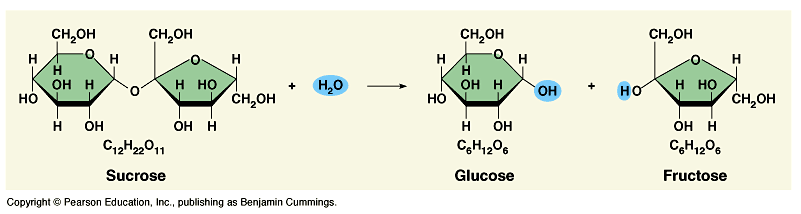 CH₂OH CH₂OH CH₂OH CH₂OH
H O H O H H O H O
H H
OH H H HO + H₂O → OH H OH + H O H HO
HO O CH₂OH HO CH₂OH
H OH OH H H OH OH H
C₁₂H₂₂O₁₁ C₆H₁₂O₆ C₆H₁₂O₆
Sucrose Glucose Fructose
Copyright © Pearson Education, Inc., publishing as Benjamin Cummings.